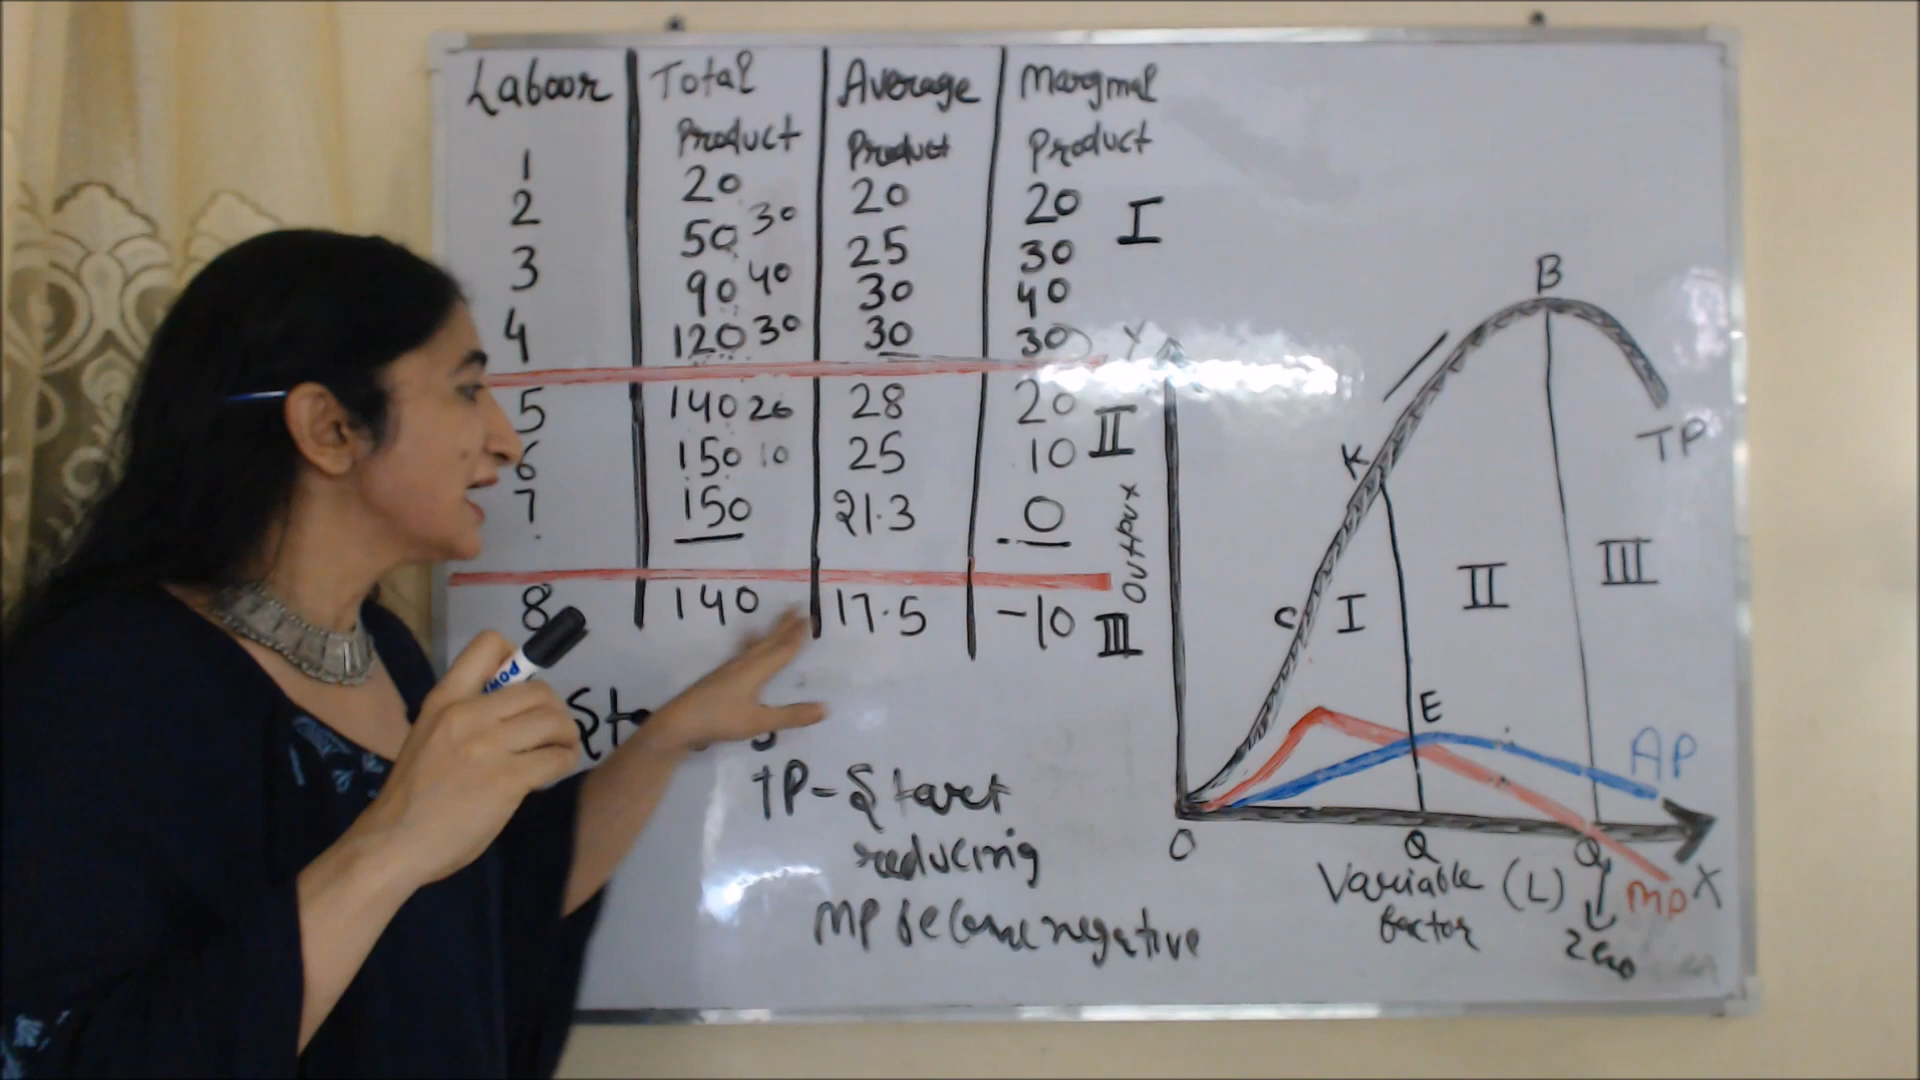 Laboor Total Average Marginal
Product Product Product
1 20 20 20 I
2 50 30 25 30
3 90 40 30 40
4 120 30 30 30
5 140 20 28 20 II
6 150 10 25 10
7 150 21.3 0
8 140 17.5 -10 III
TP - Start
reducing
MP become negative
Y
Output
B
K
C
E
TP
I II III
AP
O Q Q1 X
Variable (L)
factor
MP
zero
POW